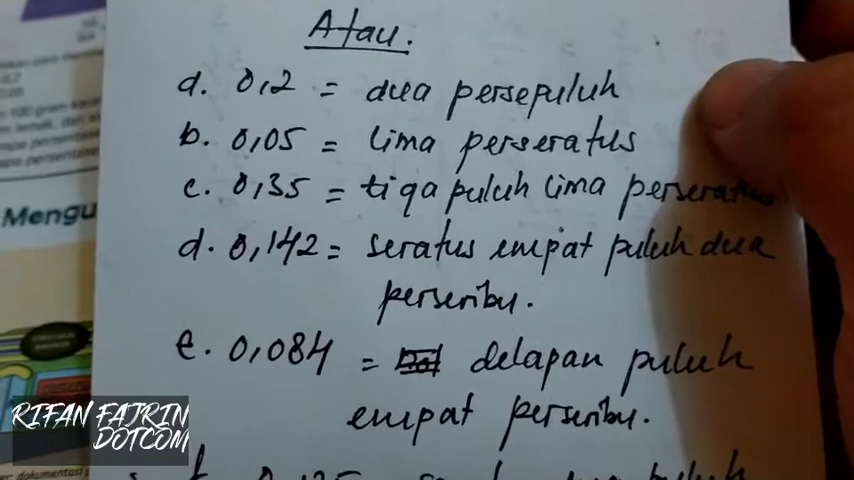 Atau.
a. 0,2 = dua persepuluh
b. 0,05 = lima perseratus
c. 0,35 = tiga puluh lima perseratus
d. 0,142 = seratus empat puluh dua
perseribu.
e. 0,084 = delapan puluh
empat perseribu.
Mengu
RIFAN FAJRIN
DOTCOM
dokumentasi